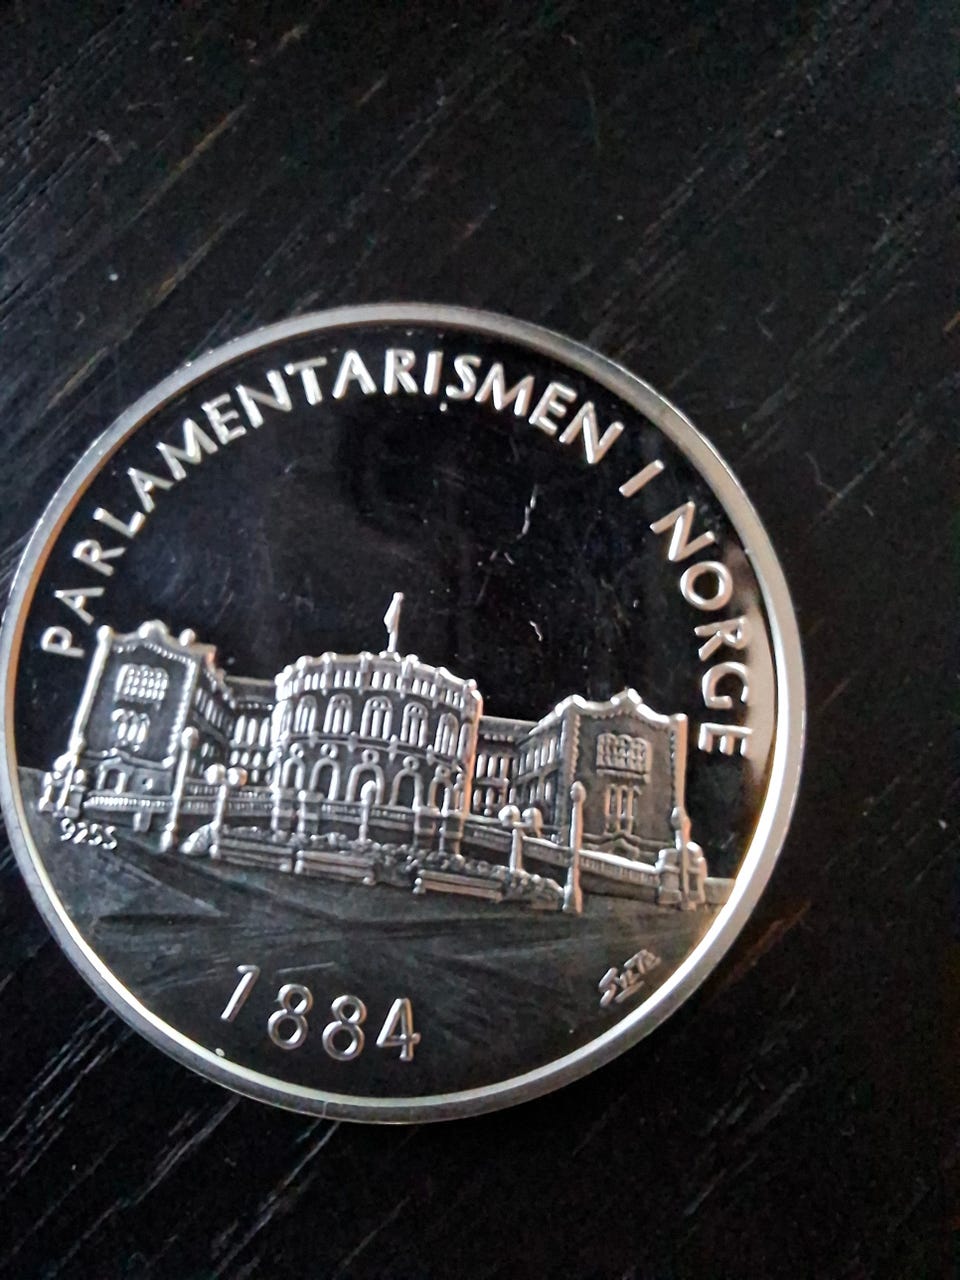 PARLAMENTARISMEN I NORGE
925S
1884